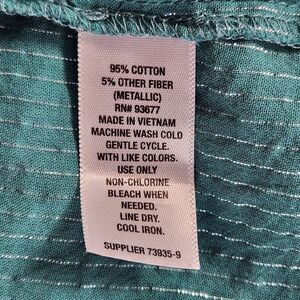 95% COTTON
5% OTHER FIBER
(METALLIC)
RN# 93677
MADE IN VIETNAM
MACHINE WASH COLD
GENTLE CYCLE.
WITH LIKE COLORS.
USE ONLY
NON-CHLORINE
BLEACH WHEN
NEEDED.
LINE DRY.
COOL IRON.
SUPPLIER 73935-9